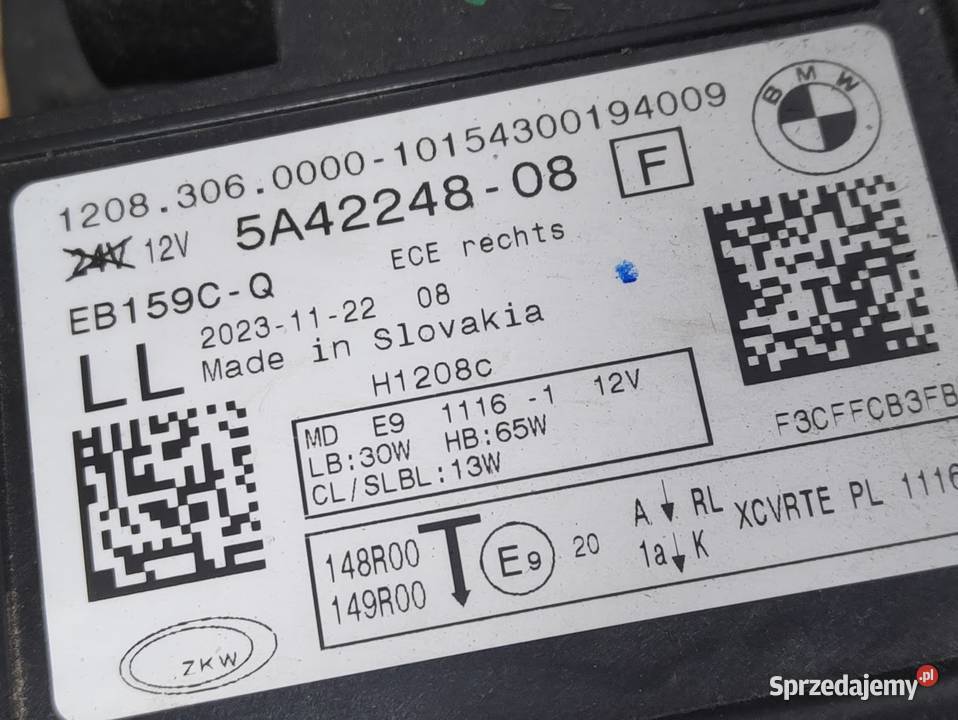 1208.306.0000-10154300194009
B M W
24V 12V 5A42248-08 F
ECE rechts
EB159C-Q
2023-11-22 08
LL Made in Slovakia
H1208C
MD E9 1116 -1 12V
LB:30W HB:65W
CL/SLBL:13W
F3CFFCB3FB
148R00
149R00
T E9 20
A RL XCVRTE PL 1116
1a K
ZKW
Sprzedajemy.pl